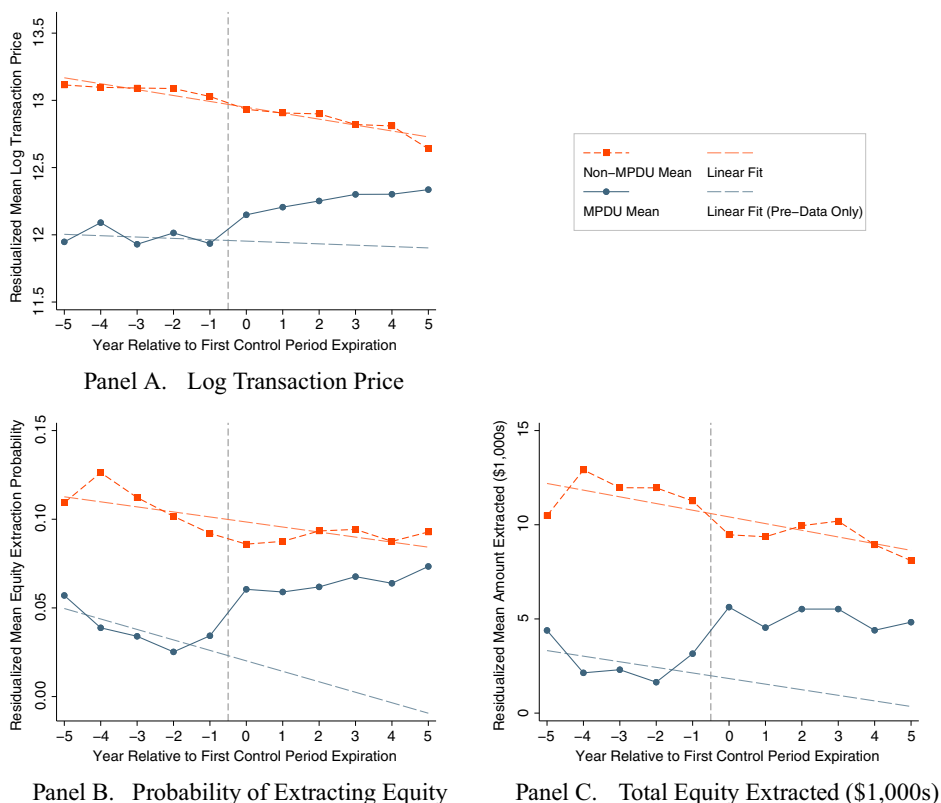 Residualized Mean Log Transaction Price
13.5
13
12.5
12
11.5
−5 −4 −3 −2 −1 0 1 2 3 4 5
Year Relative to First Control Period Expiration
Panel A. Log Transaction Price
Non−MPDU Mean Linear Fit
MPDU Mean Linear Fit (Pre−Data Only)
Residualized Mean Equity Extraction Probability
0.15
0.10
0.05
0.00
−5 −4 −3 −2 −1 0 1 2 3 4 5
Year Relative to First Control Period Expiration
Panel B. Probability of Extracting Equity
Residualized Mean Amount Extracted ($1,000s)
15
10
5
0
−5 −4 −3 −2 −1 0 1 2 3 4 5
Year Relative to First Control Period Expiration
Panel C. Total Equity Extracted ($1,000s)